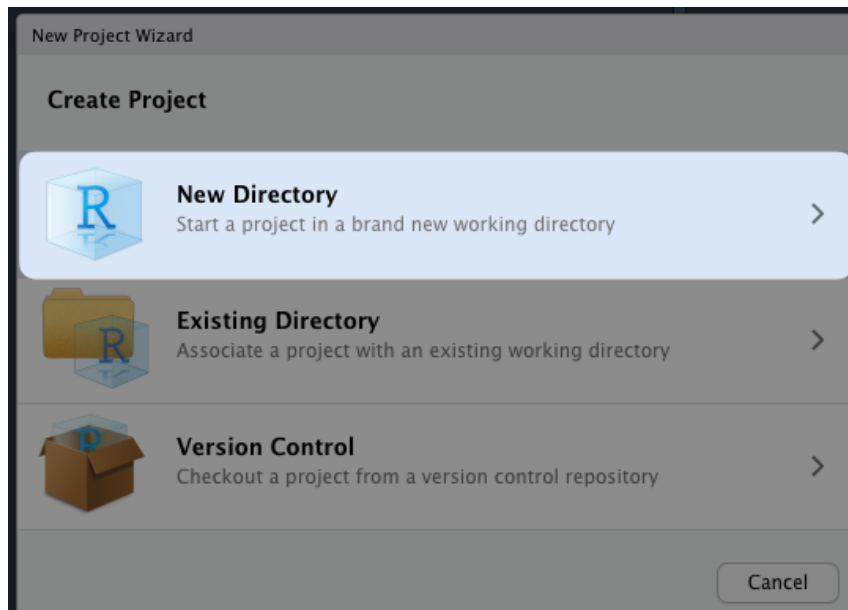 New Project Wizard
Create Project
R
New Directory
Start a project in a brand new working directory
R
Existing Directory
Associate a project with an existing working directory
R
Version Control
Checkout a project from a version control repository
Cancel